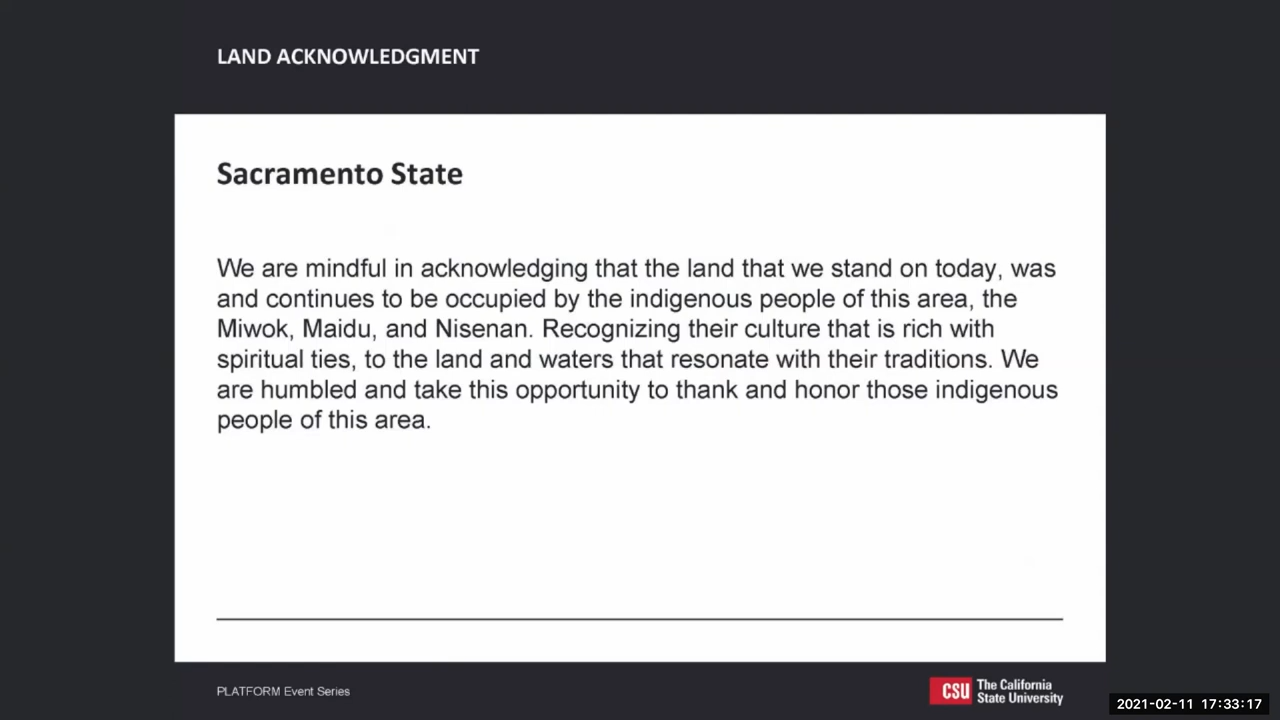 LAND ACKNOWLEDGMENT
Sacramento State
We are mindful in acknowledging that the land that we stand on today, was
and continues to be occupied by the indigenous people of this area, the
Miwok, Maidu, and Nisenan. Recognizing their culture that is rich with
spiritual ties, to the land and waters that resonate with their traditions. We
are humbled and take this opportunity to thank and honor those indigenous
people of this area.
PLATFORM Event Series
CSU The California
State University
2021-02-11 17:33:17